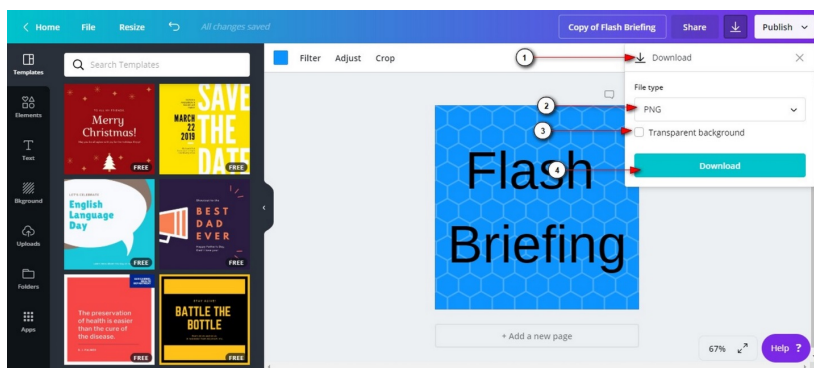 Home File Resize All changes saved Copy of Flash Briefing Share Publish
Templates
Elements
Text
Bkground
Uploads
Folders
Apps
Search Templates
Merry
Christmas!
FREE
SAVE
MARCH
22
2019
THE
DATE
FREE
English
Language
Day
FREE
BEST
DAD
EVER
FREE
The preservation
of health is easier
than the cure of
the disease.
FREE
BATTLE THE
BOTTLE
FREE
Filter Adjust Crop
Flash
Briefing
+ Add a new page
1
Download
File type
2
PNG
3
Transparent background
4
Download
67%
Help ?